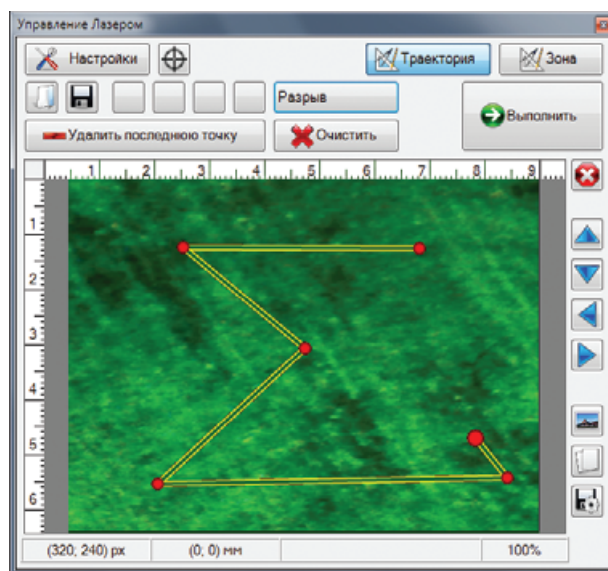 Управление Лазером
Настройки Траектория Зона
Разрыв
Выполнить
Удалить последнюю точку Очистить
1 2 3 4 5 6 7 8 9
1
2
3
4
5
6
(320; 240) px (0; 0) мм 100%